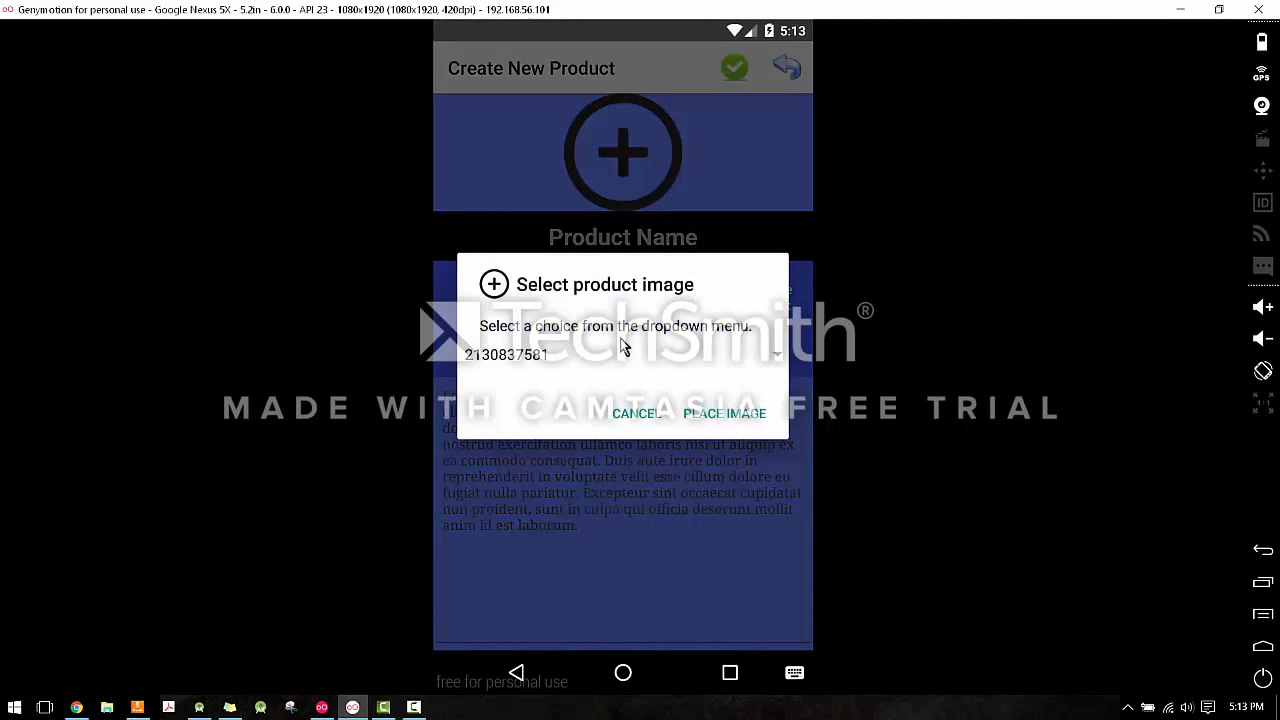 Genymotion for personal use - Google Nexus 5X - 5.2in - 6.0.0 - API 23 - 1080x1920 (1080x1920, 420dpi) - 192.168.56.101
5:13
Create New Product
GPS
ID
Product Name
Select product image
TechSmith®
Select a choice from the dropdown menu.
2130837581
MADE WITH CAMTASIA FREE TRIAL
CANCEL PLACE IMAGE
nostrud exercitation ullamco laboris nisi ut aliquip ex
ea commodo consequat. Duis aute irure dolor in
reprehenderit in voluptate velit esse cillum dolore eu
fugiat nulla pariatur. Excepteur sint occaecat cupidatat
non proident, sunt in culpa qui officia deserunt mollit
anim id est laborum.
free for personal use
5:13 PM